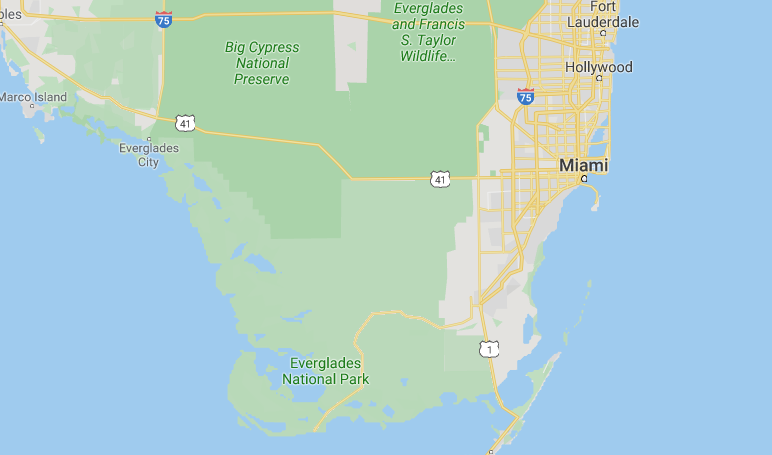 Fort
Lauderdale
Everglades
and Francis
S. Taylor
Wildlife...
75
ples
Big Cypress
National
Preserve
Hollywood
75
Marco Island
41
Everglades
City
Miami
41
1
Everglades
National Park